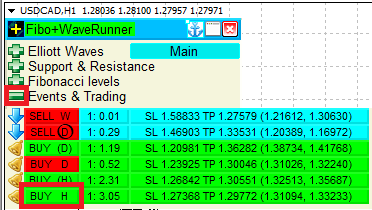 USDCAD,H1 1.28036 1.28100 1.27957 1.27971
Fibo+WaveRunner
Elliott Waves Main
Support & Resistance
Fibonacci levels
Events & Trading
SELL W 1: 0.01 SL 1.58833 TP 1.27579 (1.21612, 1.30630)
SELL (D) 1: 0.29 SL 1.46903 TP 1.33531 (1.20389, 1.16972)
BUY (D) 1: 1.19 SL 1.20981 TP 1.36282 (1.38734, 1.41768)
BUY D 1: 0.52 SL 1.23925 TP 1.30046 (1.31026, 1.32240)
BUY (H) 1: 2.31 SL 1.26842 TP 1.30551 (1.32513, 1.35687)
BUY H 1: 3.05 SL 1.27368 TP 1.29772 (1.31094, 1.33233)